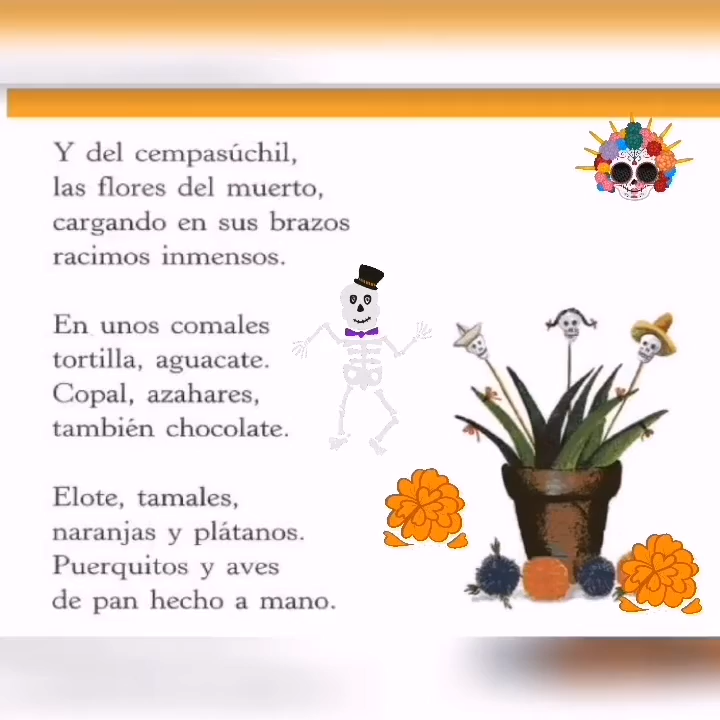 Y del cempasúchil,
las flores del muerto,
cargando en sus brazos
racimos inmensos.
En unos comales
tortilla, aguacate.
Copal, azahares,
también chocolate.
Elote, tamales,
naranjas y plátanos.
Puerquitos y aves
de pan hecho a mano.